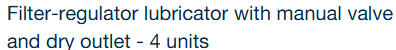 Filter-regulator lubricator with manual valve
and dry outlet - 4 units